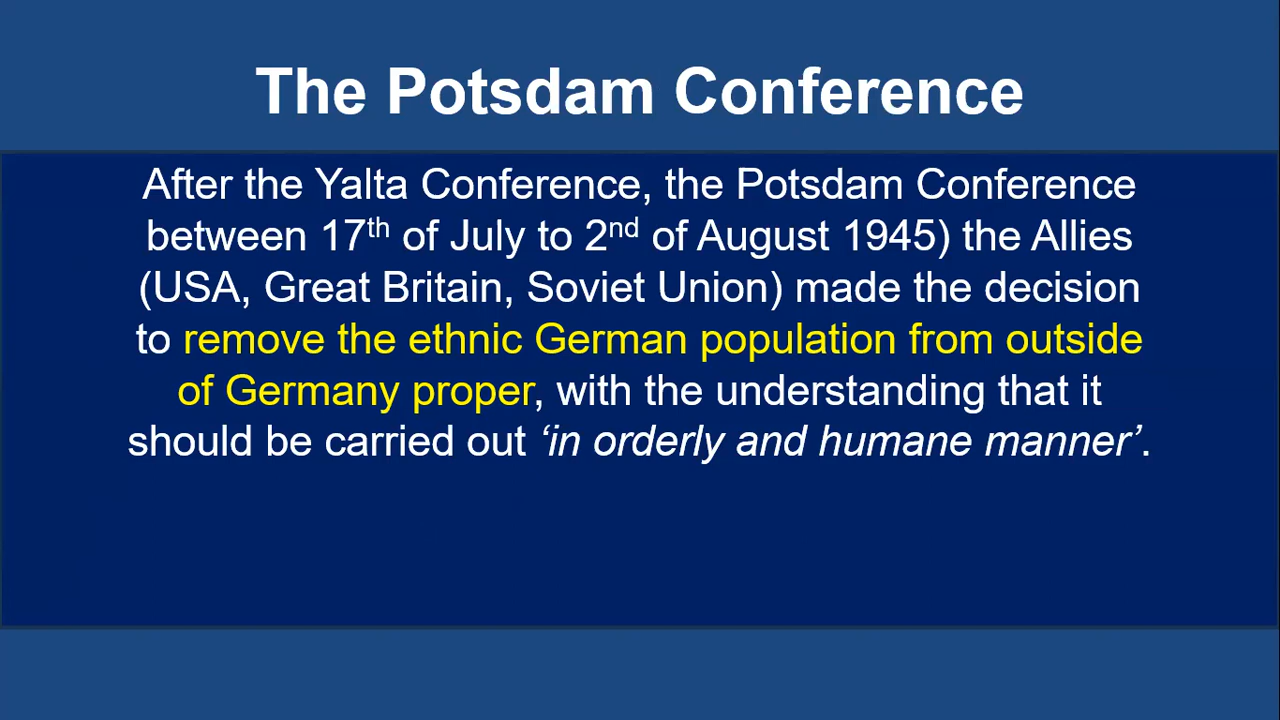 The Potsdam Conference
After the Yalta Conference, the Potsdam Conference
between 17th of July to 2nd of August 1945) the Allies
(USA, Great Britain, Soviet Union) made the decision
to remove the ethnic German population from outside
of Germany proper, with the understanding that it
should be carried out ‘in orderly and humane manner’.